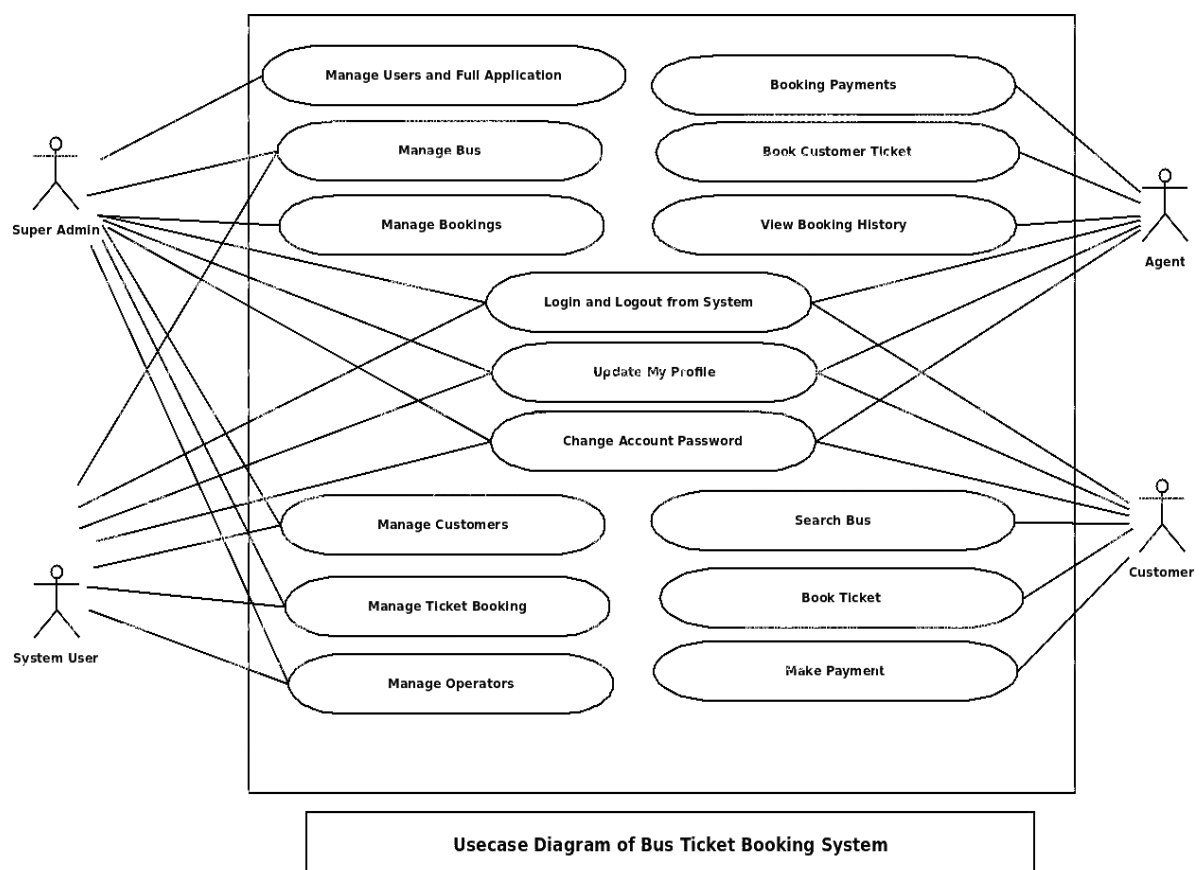 Manage Users and Full Application
Booking Payments
Manage Bus
Book Customer Ticket
Super Admin
Manage Bookings
View Booking History
Agent
Login and Logout from System
Update My Profile
Change Account Password
Manage Customers
Search Bus
Customer
Manage Ticket Booking
Book Ticket
System User
Manage Operators
Make Payment
Usecase Diagram of Bus Ticket Booking System